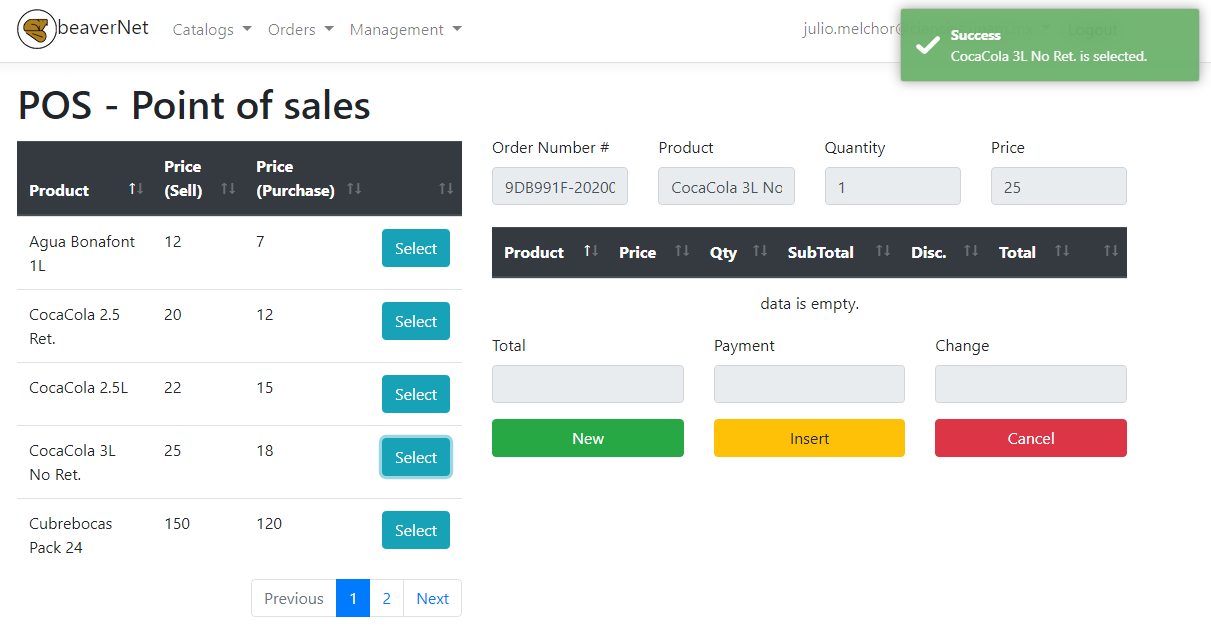 beaverNet
Catalogs
Orders
Management
julio.melchor@
Logout
Success
CocaCola 3L No Ret. is selected.
POS - Point of sales
Product
Price
(Sell)
Price
(Purchase)
Agua Bonafont
1L
12
7
Select
CocaCola 2.5
Ret.
20
12
Select
CocaCola 2.5L
22
15
Select
CocaCola 3L
No Ret.
25
18
Select
Cubrebocas
Pack 24
150
120
Select
Previous
1
2
Next
Order Number #
Product
Quantity
Price
9DB991F-2020
CocaCola 3L No
1
25
Product
Price
Qty
SubTotal
Disc.
Total
data is empty.
Total
Payment
Change
New
Insert
Cancel